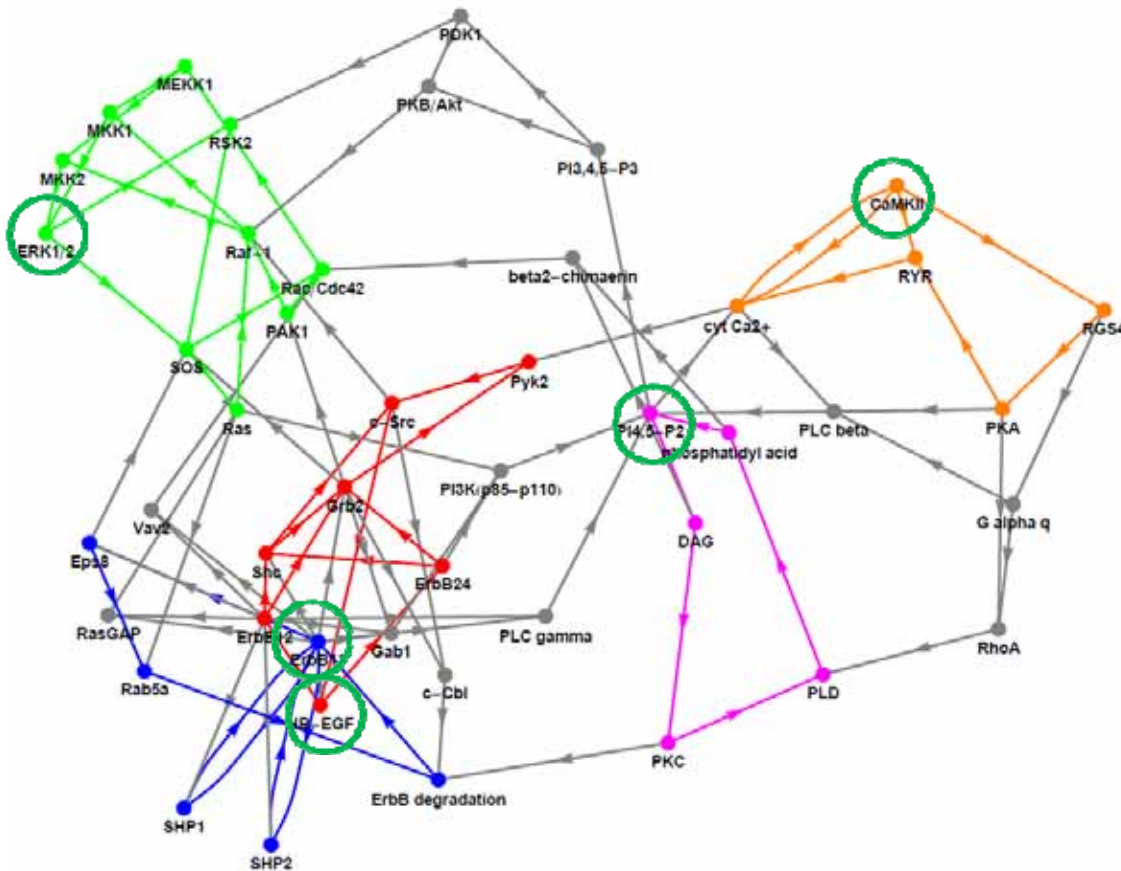 PDK1
MEKK1
PKB/Akt
MKK1
RSK2
MKK2
PI3,4,5-P3
CaMKII
ERK1/2
Raf-1
beta2-chimaerin
RYR
Rac/Cdc42
PAK1
cyt Ca2+
RGS4
SOS
Pyk2
c-Src
Ras
PI4,5-P2
PLC beta
PKA
phosphatidyl acid
PI3K(p85-p110)
Grb2
Vav2
G alpha q
DAG
Eps8
Shc
ErbB24
RasGAP
ErbB12
PLC gamma
Gab1
RhoA
Rab5a
c-Cbl
PLD
PKC
ErbB degradation
SHP1
SHP2